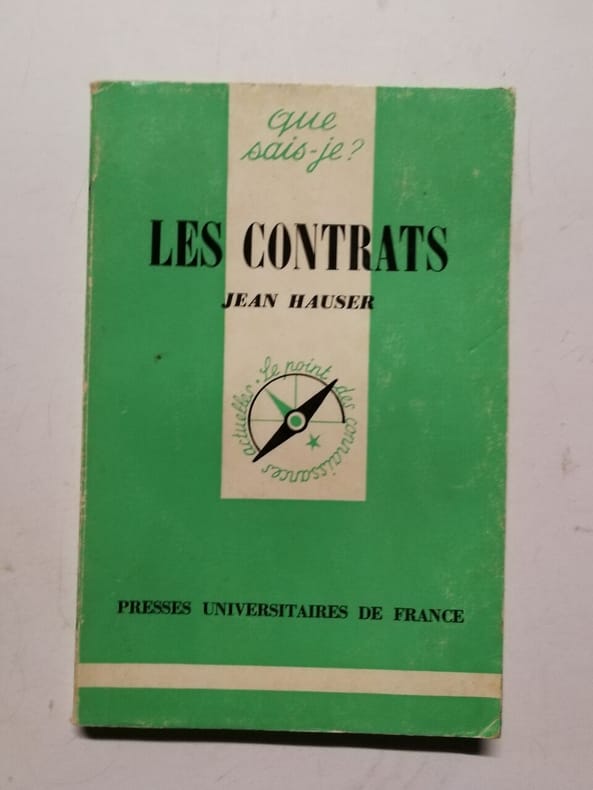 que
sais-je?
LES CONTRATS
JEAN HAUSER
le point des connaissances actuelles.
PRESSES UNIVERSITAIRES DE FRANCE